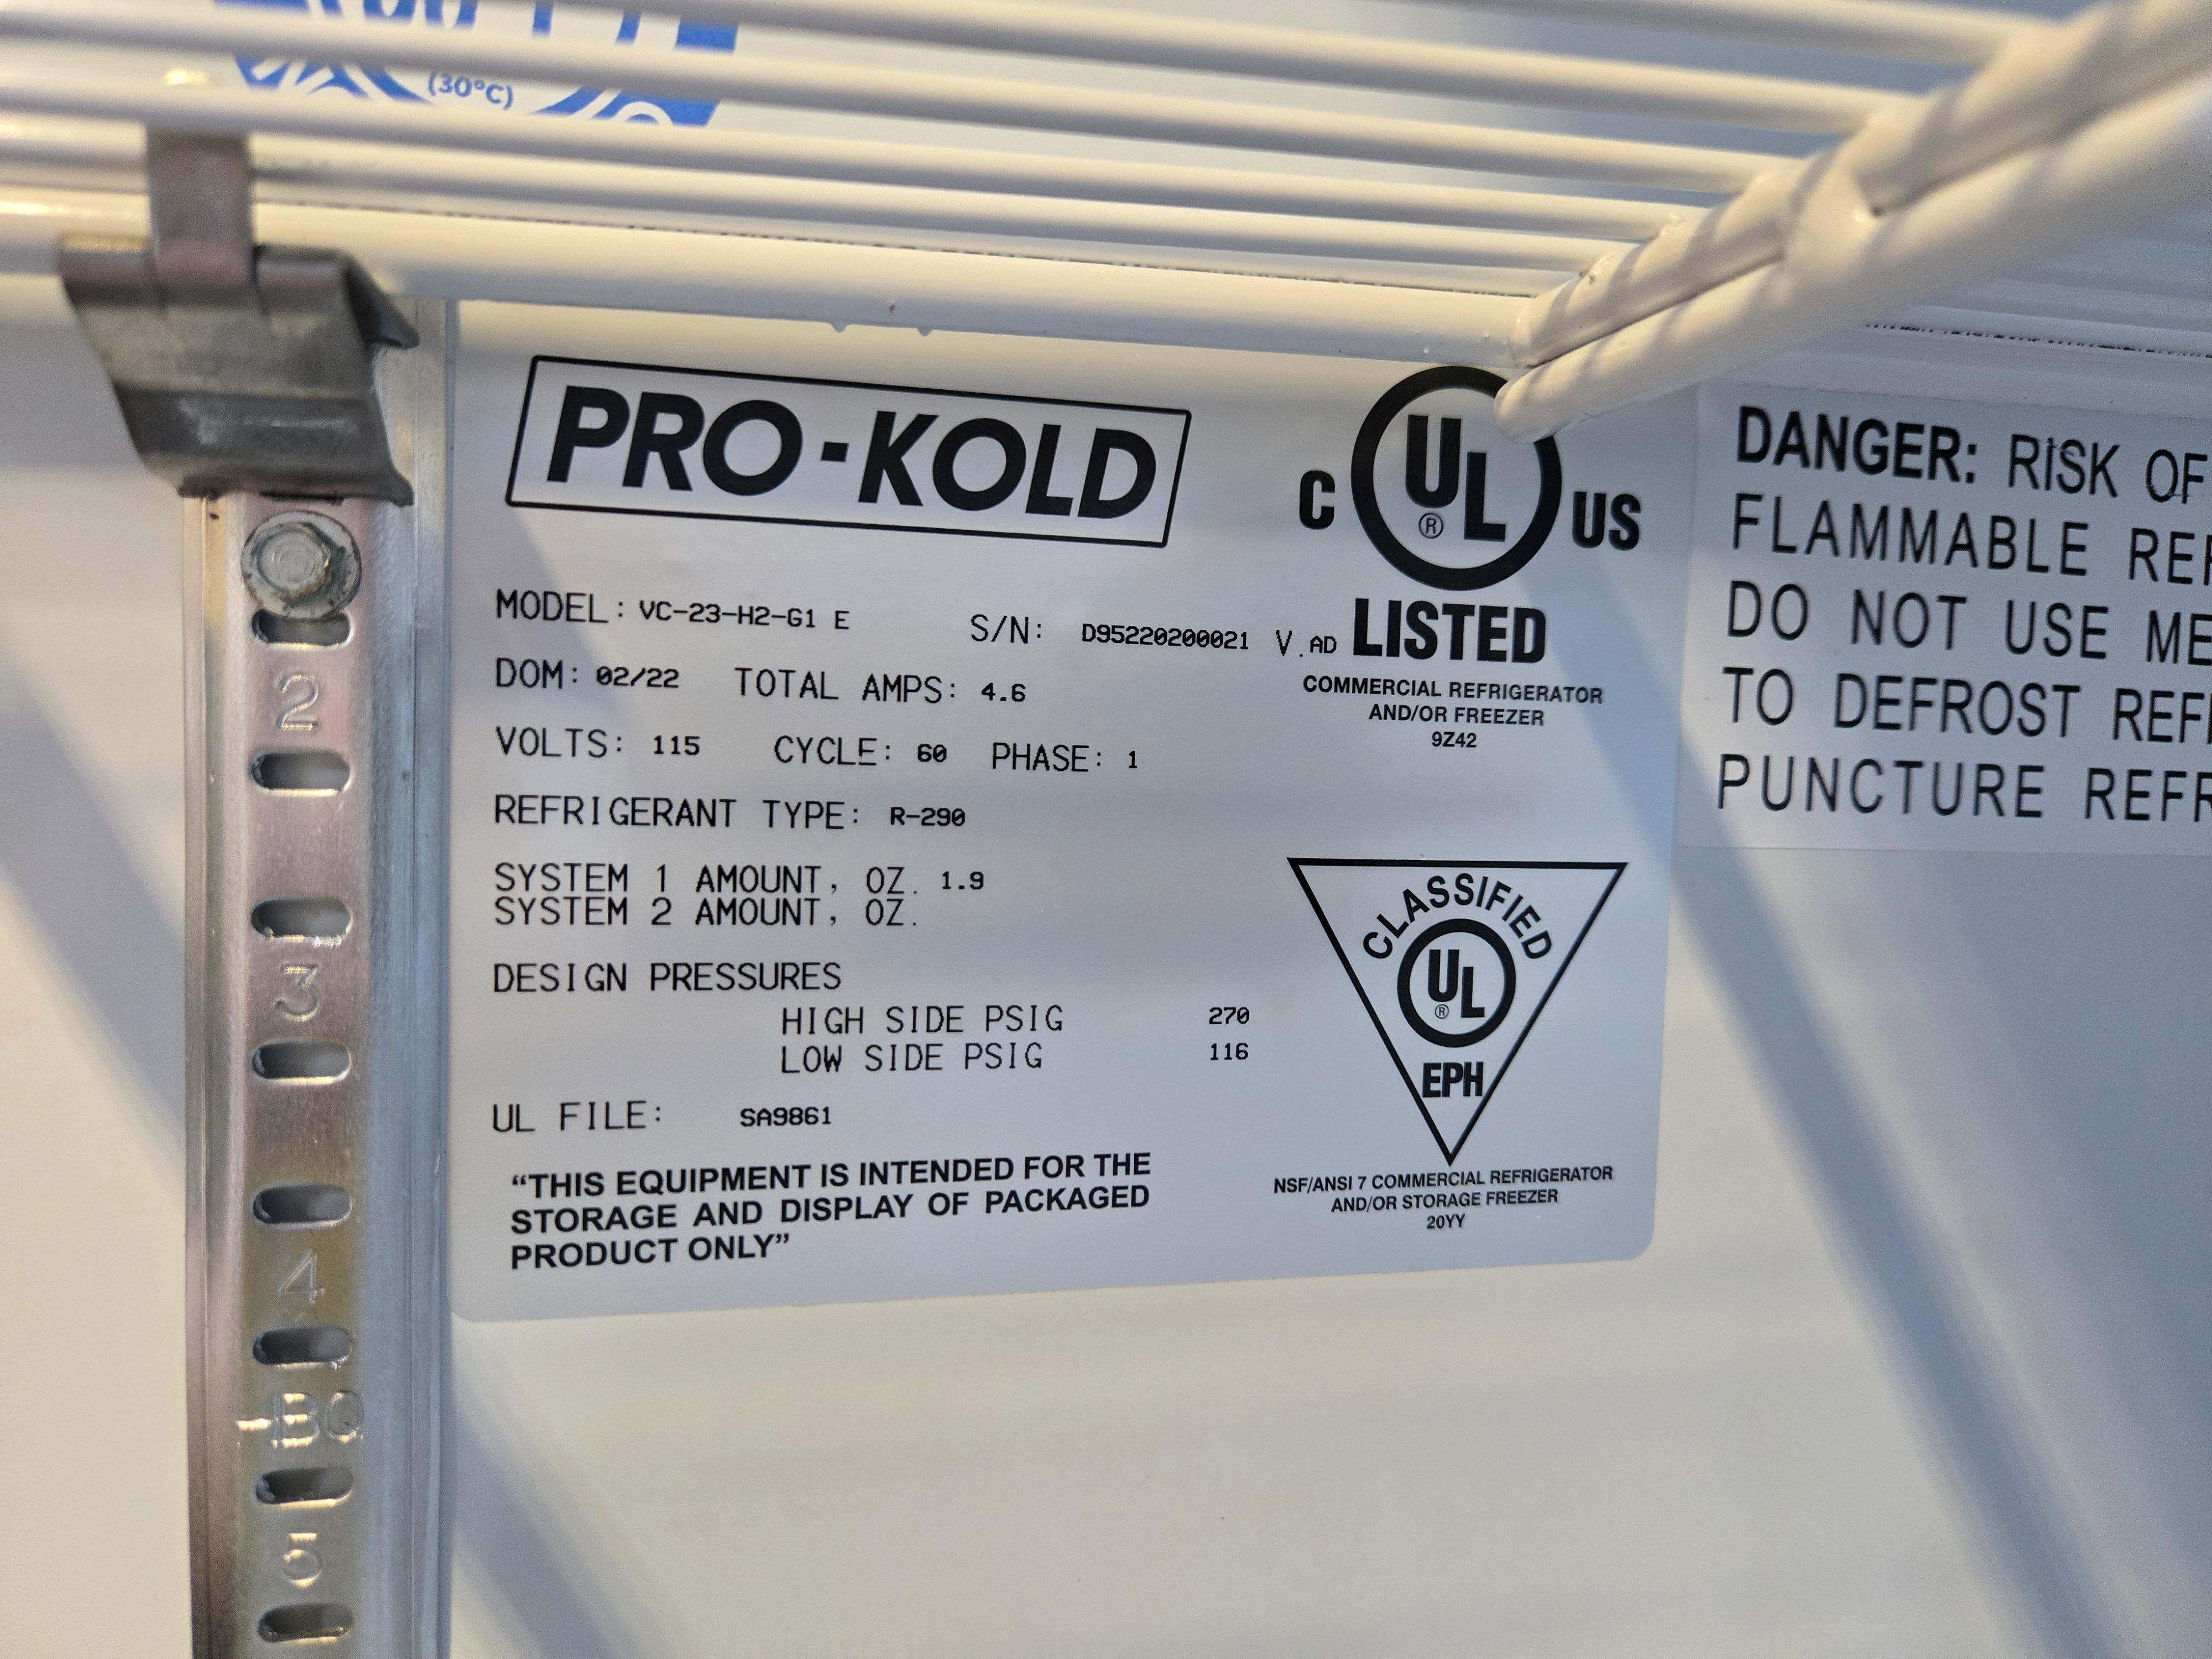 (30°C)
PRO-KOLD
C UL ® US
LISTED
COMMERCIAL REFRIGERATOR
AND/OR FREEZER
9Z42
MODEL: VC-23-H2-G1 E S/N: D95220200021 V.AD
DOM: 02/22 TOTAL AMPS: 4.6
VOLTS: 115 CYCLE: 60 PHASE: 1
REFRIGERANT TYPE: R-290
SYSTEM 1 AMOUNT, OZ. 1.9
SYSTEM 2 AMOUNT, OZ.
DESIGN PRESSURES
HIGH SIDE PSIG 270
LOW SIDE PSIG 116
UL FILE: SA9861
"THIS EQUIPMENT IS INTENDED FOR THE
STORAGE AND DISPLAY OF PACKAGED
PRODUCT ONLY"
CLASSIFIED
UL ®
EPH
NSF/ANSI 7 COMMERCIAL REFRIGERATOR
AND/OR STORAGE FREEZER
20YY
DANGER: RISK OF
FLAMMABLE
DO NOT USE
TO DEFROST
PUNCTURE
2
3
4
BQ
5